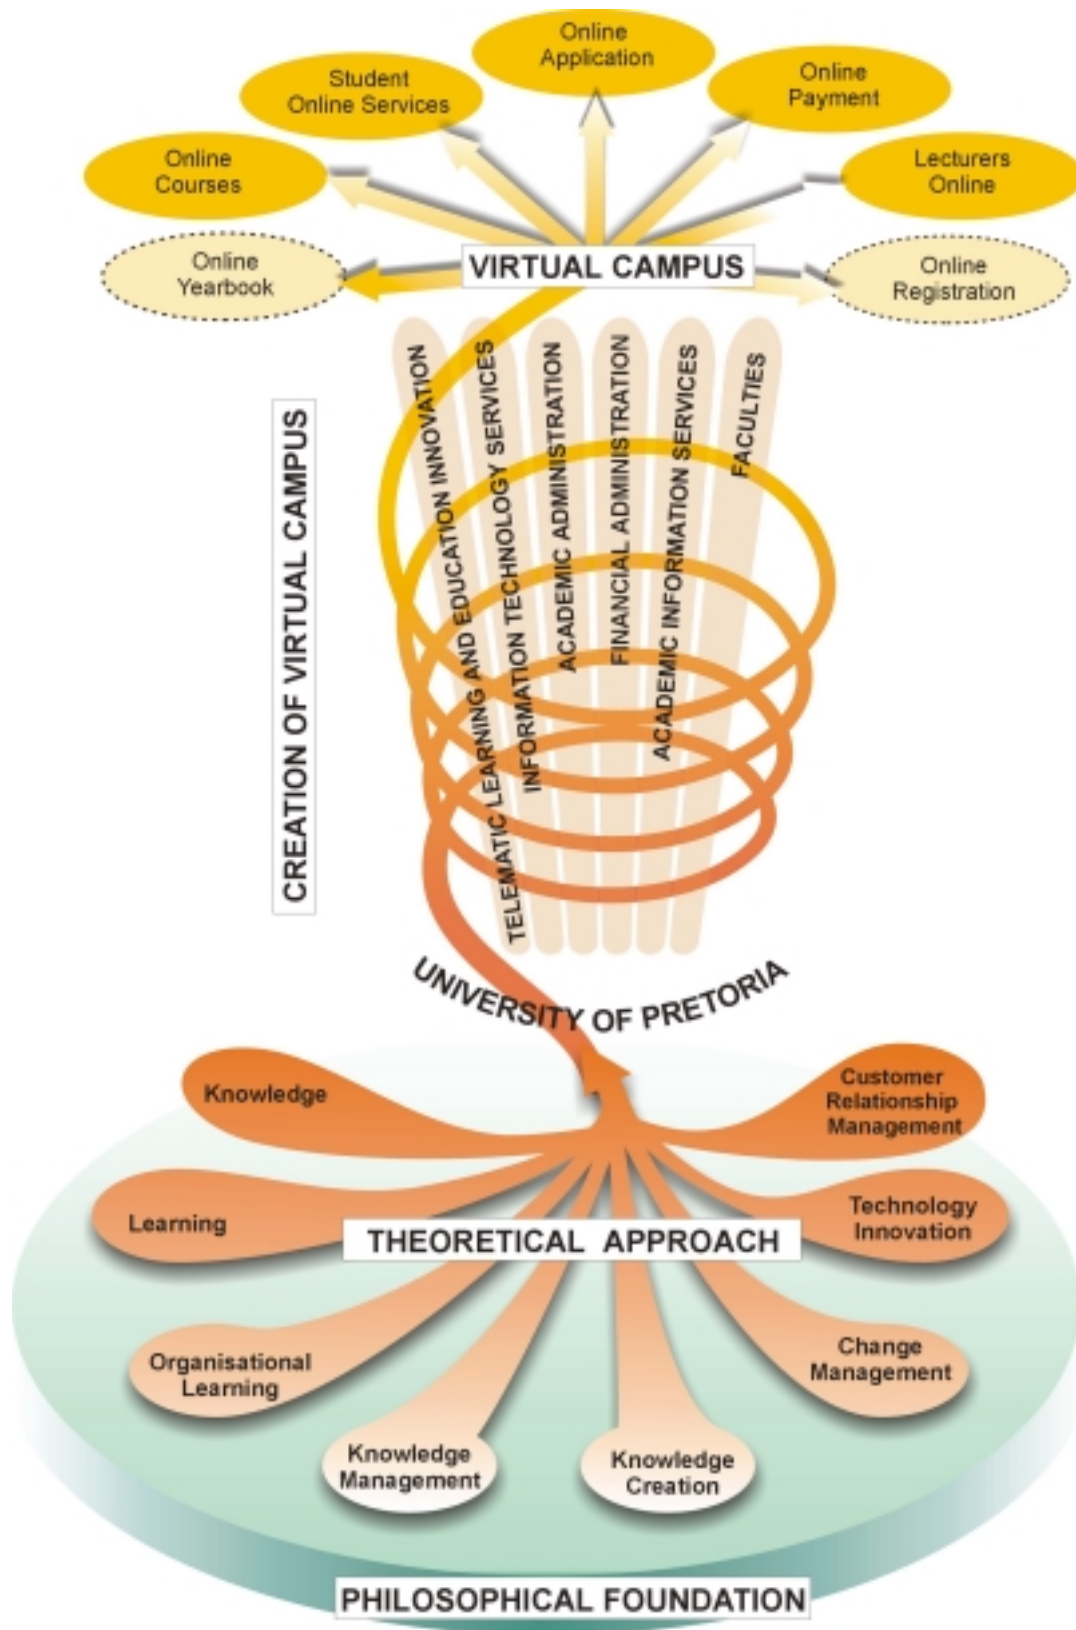 Online
Application
Student
Online Services
Online
Payment
Online
Courses
Lecturers
Online
Online
Yearbook
VIRTUAL CAMPUS
Online
Registration
CREATION OF VIRTUAL CAMPUS
TELEMATIC LEARNING AND EDUCATION INNOVATION
INFORMATION TECHNOLOGY SERVICES
ACADEMIC ADMINISTRATION
FINANCIAL ADMINISTRATION
ACADEMIC INFORMATION SERVICES
FACULTIES
UNIVERSITY OF PRETORIA
Knowledge
Customer
Relationship
Management
Learning
Technology
Innovation
THEORETICAL APPROACH
Organisational
Learning
Change
Management
Knowledge
Management
Knowledge
Creation
PHILOSOPHICAL FOUNDATION